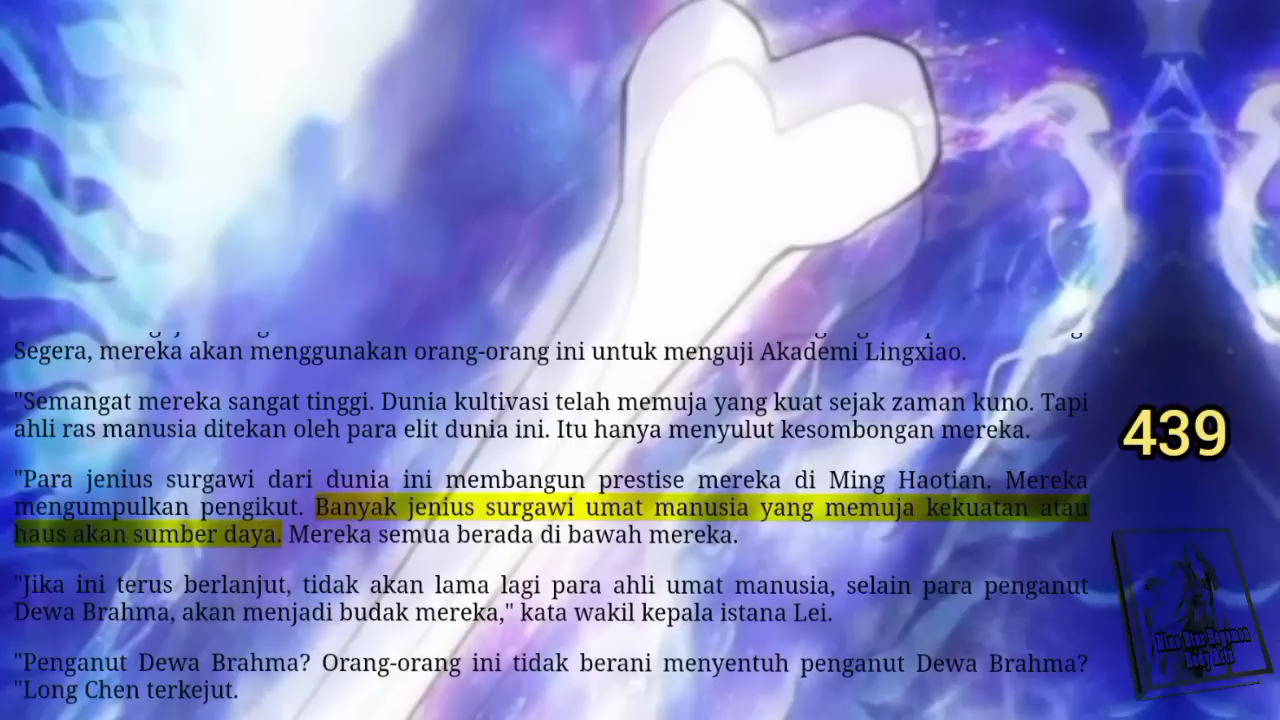 Segera, mereka akan menggunakan orang-orang ini untuk menguji Akademi Lingxiao.
"Semangat mereka sangat tinggi. Dunia kultivasi telah memuja yang kuat sejak zaman kuno. Tapi
ahli ras manusia ditekan oleh para elit dunia ini. Itu hanya menyulut kesombongan mereka.
"Para jenius surgawi dari dunia ini membangun prestise mereka di Ming Haotian. Mereka
mengumpulkan pengikut. Banyak jenius surgawi umat manusia yang memuja kekuatan atau
haus akan sumber daya. Mereka semua berada di bawah mereka.
"Jika ini terus berlanjut, tidak akan lama lagi para ahli umat manusia, selain para penganut
Dewa Brahma, akan menjadi budak mereka," kata wakil kepala istana Lei.
"Penganut Dewa Brahma? Orang-orang ini tidak berani menyentuh penganut Dewa Brahma?
"Long Chen terkejut.
439
Nine Star Hegemon
Body Arts